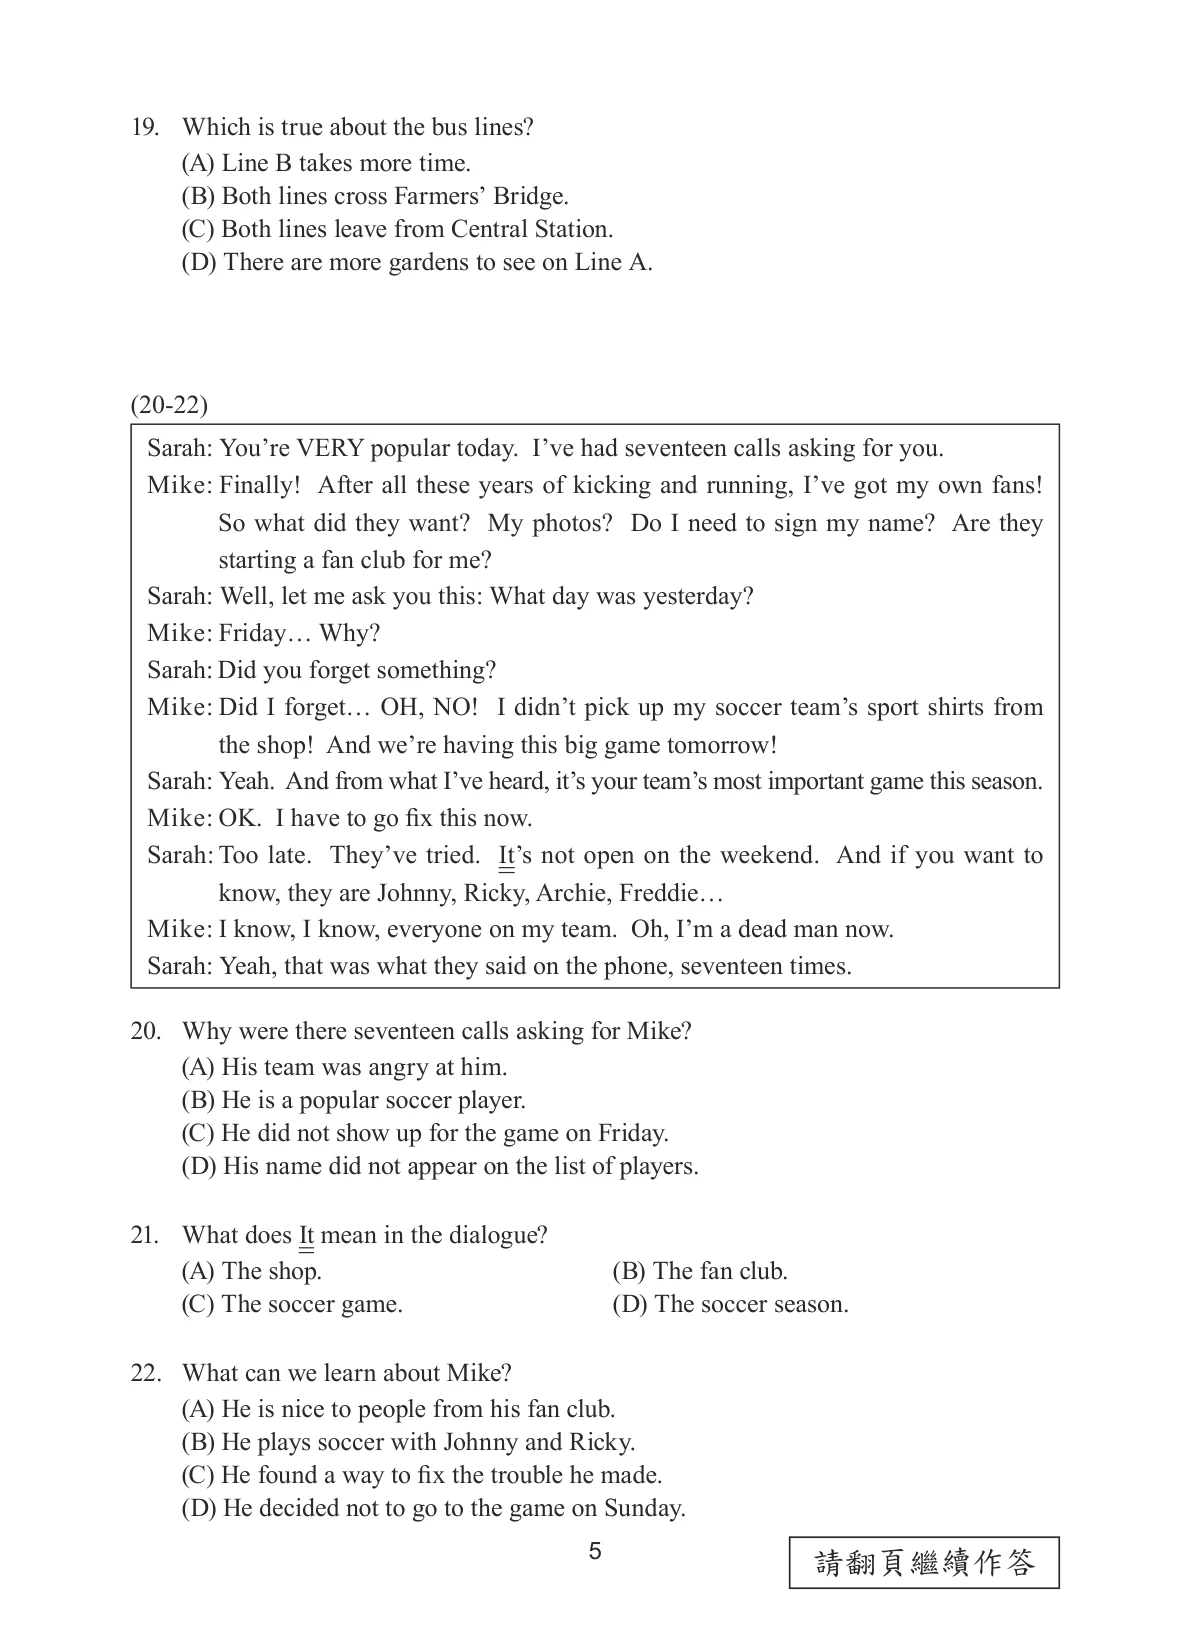 19. Which is true about the bus lines?
(A) Line B takes more time.
(B) Both lines cross Farmers’ Bridge.
(C) Both lines leave from Central Station.
(D) There are more gardens to see on Line A.
(20-22)
Sarah: You’re VERY popular today. I’ve had seventeen calls asking for you.
Mike: Finally! After all these years of kicking and running, I’ve got my own fans!
So what did they want? My photos? Do I need to sign my name? Are they
starting a fan club for me?
Sarah: Well, let me ask you this: What day was yesterday?
Mike: Friday… Why?
Sarah: Did you forget something?
Mike: Did I forget… OH, NO! I didn’t pick up my soccer team’s sport shirts from
the shop! And we’re having this big game tomorrow!
Sarah: Yeah. And from what I’ve heard, it’s your team’s most important game this season.
Mike: OK. I have to go fix this now.
Sarah: Too late. They’ve tried. It’s not open on the weekend. And if you want to
know, they are Johnny, Ricky, Archie, Freddie…
Mike: I know, I know, everyone on my team. Oh, I’m a dead man now.
Sarah: Yeah, that was what they said on the phone, seventeen times.
20. Why were there seventeen calls asking for Mike?
(A) His team was angry at him.
(B) He is a popular soccer player.
(C) He did not show up for the game on Friday.
(D) His name did not appear on the list of players.
21. What does It mean in the dialogue?
(A) The shop. (B) The fan club.
(C) The soccer game. (D) The soccer season.
22. What can we learn about Mike?
(A) He is nice to people from his fan club.
(B) He plays soccer with Johnny and Ricky.
(C) He found a way to fix the trouble he made.
(D) He decided not to go to the game on Sunday.
5
請翻頁繼續作答